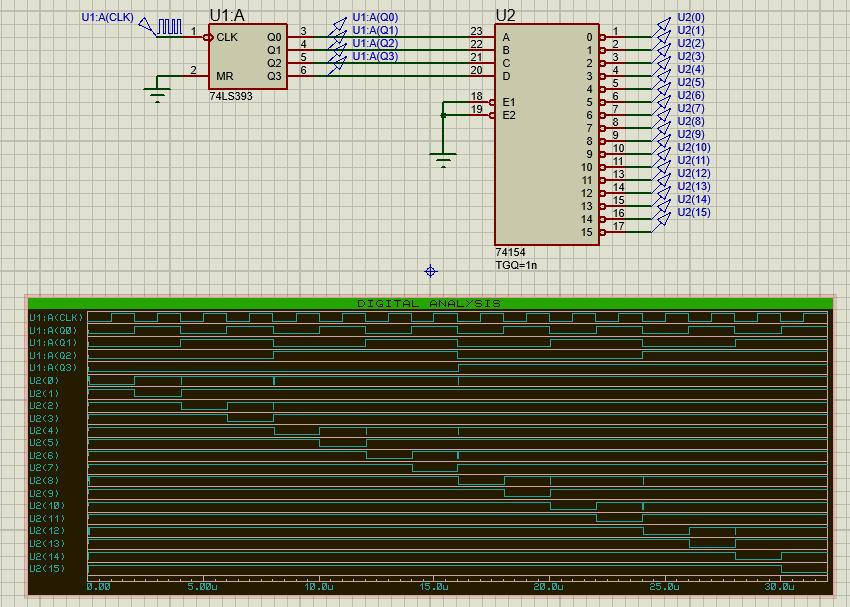 U1:A(CLK)
U1:A
1
CLK
Q0
3
Q1
4
Q2
5
Q3
6
2
MR
74LS393
U1:A(Q0)
U1:A(Q1)
U1:A(Q2)
U1:A(Q3)
U2
23
A
22
B
21
C
20
D
18
E1
19
E2
0
1
U2(0)
1
2
U2(1)
2
3
U2(2)
3
4
U2(3)
4
5
U2(4)
5
6
U2(5)
6
7
U2(6)
7
8
U2(7)
8
9
U2(8)
9
10
U2(9)
10
11
U2(10)
11
13
U2(11)
12
14
U2(12)
13
15
U2(13)
14
16
U2(14)
15
17
U2(15)
74154
TGQ=1n
DIGITAL ANALYSIS
U1:A(CLK)
U1:A(Q0)
U1:A(Q1)
U1:A(Q2)
U1:A(Q3)
U2(0)
U2(1)
U2(2)
U2(3)
U2(4)
U2(5)
U2(6)
U2(7)
U2(8)
U2(9)
U2(10)
U2(11)
U2(12)
U2(13)
U2(14)
U2(15)
0.00 5.00u 10.0u 15.0u 20.0u 25.0u 30.0u